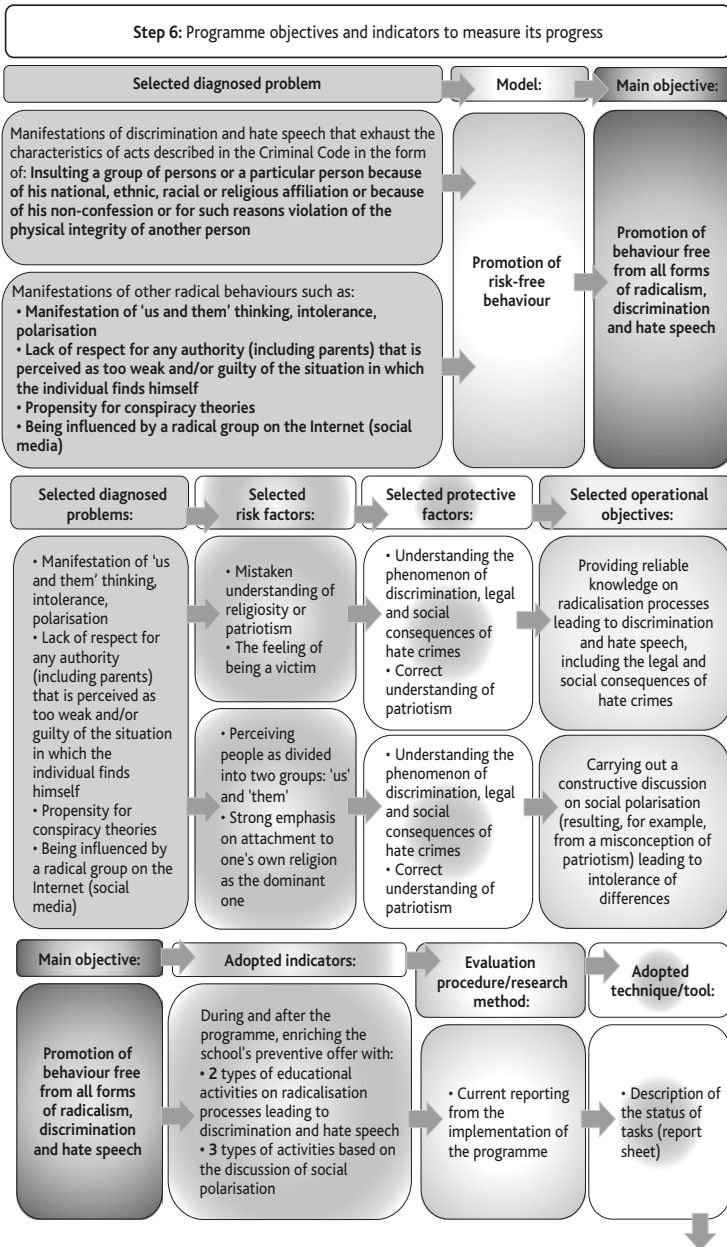 Step 6: Programme objectives and indicators to measure its progress
Selected diagnosed problem
Model:
Main objective:
Manifestations of discrimination and hate speech that exhaust the
characteristics of acts described in the Criminal Code in the form
of: Insulting a group of persons or a particular person because
of his national, ethnic, racial or religious affiliation or because
of his non-confession or for such reasons violation of the
physical integrity of another person
Manifestations of other radical behaviours such as:
• Manifestation of ‘us and them’ thinking, intolerance,
polarisation
• Lack of respect for any authority (including parents) that is
perceived as too weak and/or guilty of the situation in which
the individual finds himself
• Propensity for conspiracy theories
• Being influenced by a radical group on the Internet (social
media)
Promotion of
risk-free
behaviour
Promotion of
behaviour free
from all forms
of radicalism,
discrimination
and hate speech
Selected diagnosed
problems:
Selected
risk factors:
Selected protective
factors:
Selected operational
objectives:
• Manifestation of ‘us
and them’ thinking,
intolerance,
polarisation
• Lack of respect for
any authority
(including parents)
that is perceived as
too weak and/or
guilty of the situation
in which the
individual finds
himself
• Propensity for
conspiracy theories
• Being influenced by
a radical group on the
Internet (social
media)
• Mistaken
understanding of
religiosity or
patriotism
• The feeling of
being a victim
• Understanding the
phenomenon of
discrimination, legal
and social
consequences of
hate crimes
• Correct
understanding of
patriotism
Providing reliable
knowledge on
radicalisation processes
leading to discrimination
and hate speech,
including the legal and
social consequences of
hate crimes
• Perceiving
people as divided
into two groups: 'us'
and 'them'
• Strong emphasis
on attachment to
one's own religion
as the dominant
one
• Understanding the
phenomenon of
discrimination, legal
and social
consequences of
hate crimes
• Correct
understanding of
patriotism
Carrying out a
constructive discussion
on social polarisation
(resulting, for example,
from a misconception of
patriotism) leading to
intolerance of
differences
Main objective:
Adopted indicators:
Evaluation
procedure/research
method:
Adopted
technique/tool:
Promotion of
behaviour free
from all forms
of radicalism,
discrimination
and hate speech
During and after the
programme, enriching the
school's preventive offer with:
• 2 types of educational
activities on radicalisation
processes leading to
discrimination and hate speech
• 3 types of activities based on
the discussion of social
polarisation
• Current reporting
from the
implementation of
the programme
• Description of
the status of
tasks (report
sheet)